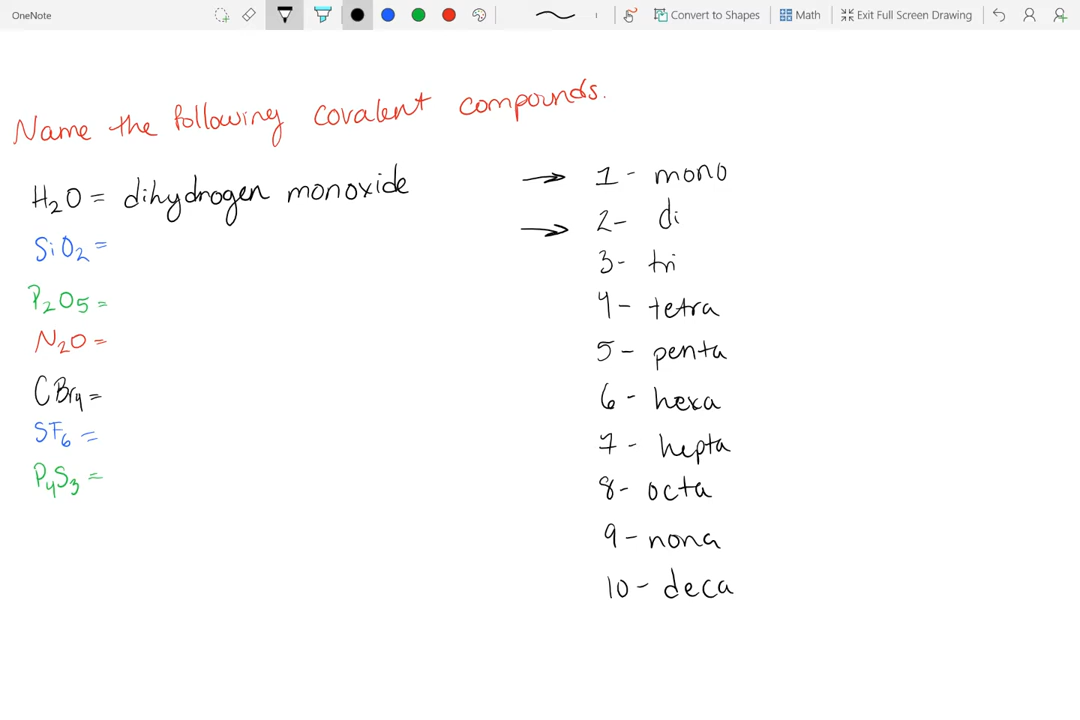 OneNote
Convert to Shapes
Math
Exit Full Screen Drawing
Name the following covalent compounds.
H₂O = dihydrogen monoxide
SiO₂ =
P₂O₅ =
N₂O =
CBr₄ =
SF₆ =
P₄S₃ =
→ 1 - mono
→ 2 - di
3 - tri
4 - tetra
5 - penta
6 - hexa
7 - hepta
8 - octa
9 - nona
10 - deca